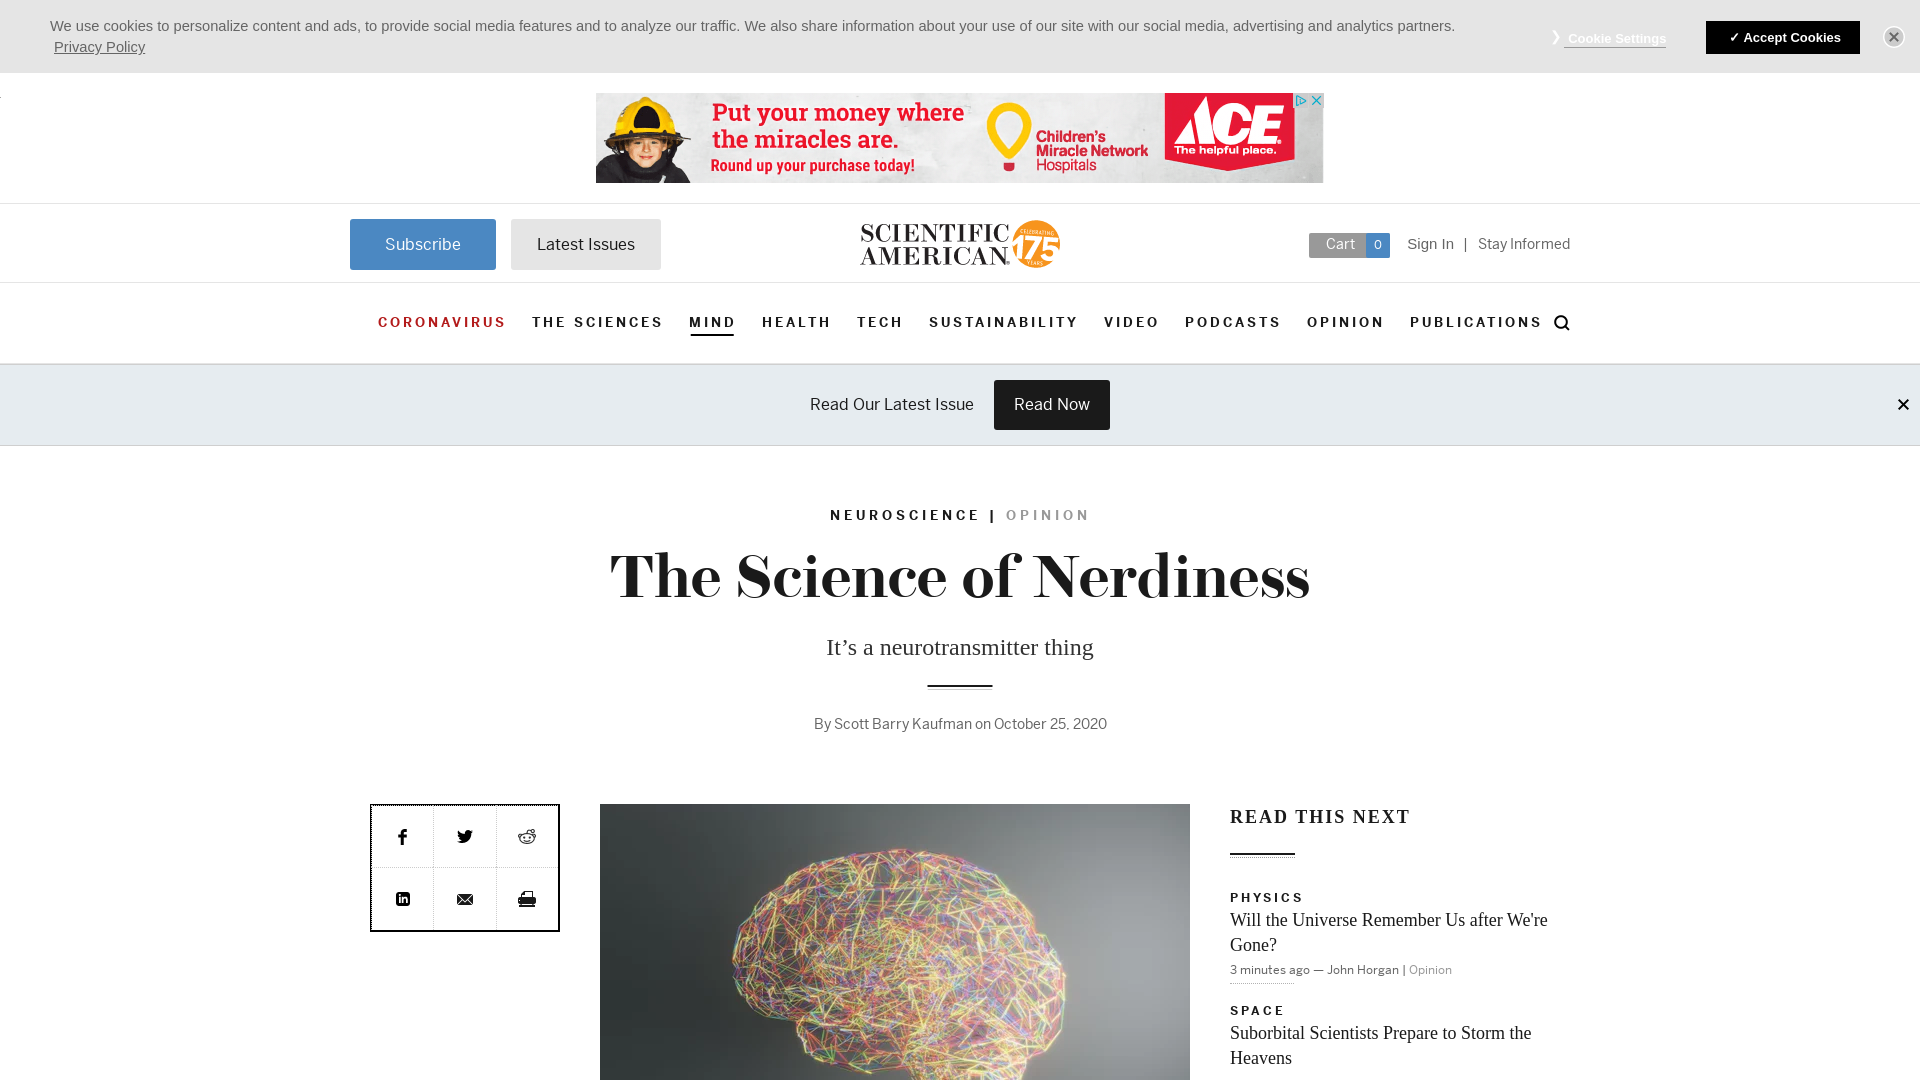 We use cookies to personalize content and ads, to provide social media features and to analyze our traffic. We also share information about your use of our site with our social media, advertising and analytics partners.
Privacy Policy
❯ Cookie Settings
✓ Accept Cookies
Put your money where
the miracles are.
Round up your purchase today!
Children's
Miracle Network
Hospitals
ACE
The helpful place.
Subscribe
Latest Issues
SCIENTIFIC
AMERICAN
CELEBRATING
175
YEARS
Cart 0
Sign In | Stay Informed
CORONAVIRUS THE SCIENCES MIND HEALTH TECH SUSTAINABILITY VIDEO PODCASTS OPINION PUBLICATIONS
Read Our Latest Issue
Read Now
NEUROSCIENCE | OPINION
The Science of Nerdiness
It’s a neurotransmitter thing
By Scott Barry Kaufman on October 25, 2020
READ THIS NEXT
PHYSICS
Will the Universe Remember Us after We're
Gone?
3 minutes ago — John Horgan | Opinion
SPACE
Suborbital Scientists Prepare to Storm the
Heavens